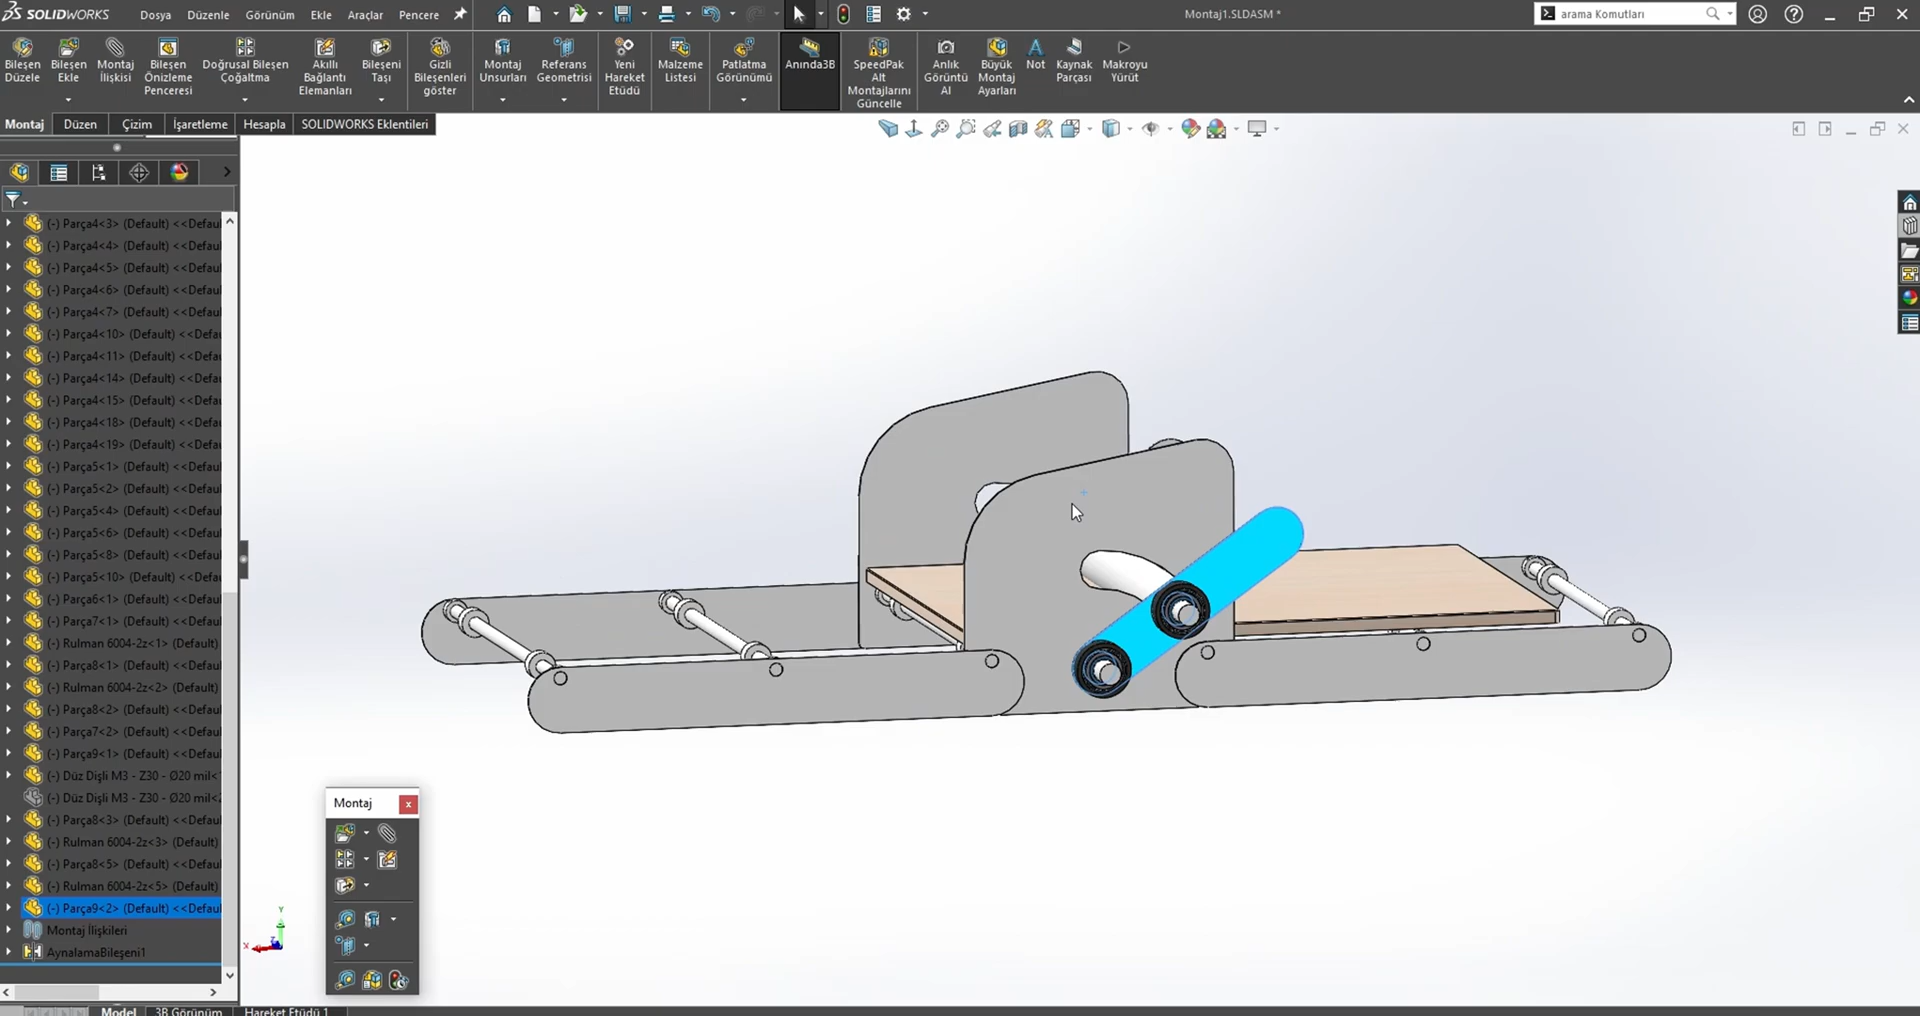 SOLIDWORKS Dosya Düzenle Görünüm Ekle Araçlar Pencere
Montaj1.SLDASM *
arama Komutları
Bileşen Düzele
Bileşen Ekle
Montaj İlişkisi
Bileşen Önizleme Penceresi
Doğrusal Bileşen Çoğaltma
Akıllı Bağlantı Elemanları
Bileşeni Taşı
Gizli Bileşenleri göster
Montaj Unsurları
Referans Geometrisi
Yeni Hareket Etüdü
Malzeme Listesi
Patlatma Görünümü
Anında3B
SpeedPak Alt Montajlarını Güncelle
Anlık Görüntü Al
Büyük Montaj Ayarları
Not
Kaynak Parçası
Makroyu Yürüt
Montaj Düzen Çizim İşaretleme Hesapla SOLIDWORKS Eklentileri
(-) Parça4<3> (Default) <<Defau
(-) Parça4<4> (Default) <<Defau
(-) Parça4<5> (Default) <<Defau
(-) Parça4<6> (Default) <<Defau
(-) Parça4<7> (Default) <<Defau
(-) Parça4<10> (Default) <<Defau
(-) Parça4<11> (Default) <<Defau
(-) Parça4<14> (Default) <<Defau
(-) Parça4<15> (Default) <<Defau
(-) Parça4<18> (Default) <<Defau
(-) Parça4<19> (Default) <<Defau
(-) Parça5<1> (Default) <<Defau
(-) Parça5<2> (Default) <<Defau
(-) Parça5<4> (Default) <<Defau
(-) Parça5<6> (Default) <<Defau
(-) Parça5<8> (Default) <<Defau
(-) Parça5<10> (Default) <<Defau
(-) Parça6<1> (Default) <<Defau
(-) Parça7<1> (Default) <<Defau
(-) Rulman 6004-2z<1> (Default)
(-) Parça8<1> (Default) <<Defau
(-) Rulman 6004-2z<2> (Default)
(-) Parça8<2> (Default) <<Defau
(-) Parça7<2> (Default) <<Defau
(-) Parça9<1> (Default) <<Defau
(-) Düz Dişli M3 - Z30 - Ø20 mil<
(-) Düz Dişli M3 - Z30 - Ø20 mil<2
(-) Parça8<3> (Default) <<Defau
(-) Rulman 6004-2z<3> (Default)
(-) Parça8<5> (Default) <<Defau
(-) Rulman 6004-2z<5> (Default)
(-) Parça9<2> (Default) <<Defau
Montaj İlişkileri
AynalamaBileşeni1
Montaj
Y
X
Z
Model 3B Görünüm Hareket Etüdü 1